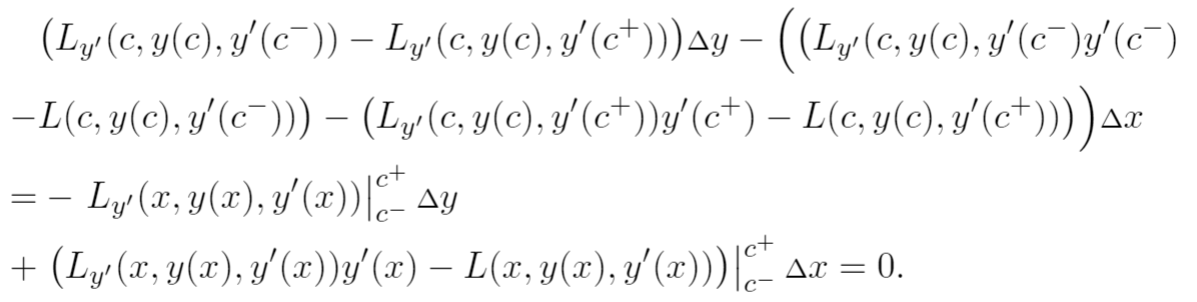 (L_{y′}(c, y(c), y′(c⁻)) − L_{y′}(c, y(c), y′(c⁺)))Δy − ((L_{y′}(c, y(c), y′(c⁻)y′(c⁻)
−L(c, y(c), y′(c⁻))) − (L_{y′}(c, y(c), y′(c⁺))y′(c⁺) − L(c, y(c), y′(c⁺))))Δx
= − L_{y′}(x, y(x), y′(x))|_{c⁻}^{c⁺} Δy
+ (L_{y′}(x, y(x), y′(x))y′(x) − L(x, y(x), y′(x)))|_{c⁻}^{c⁺} Δx = 0.